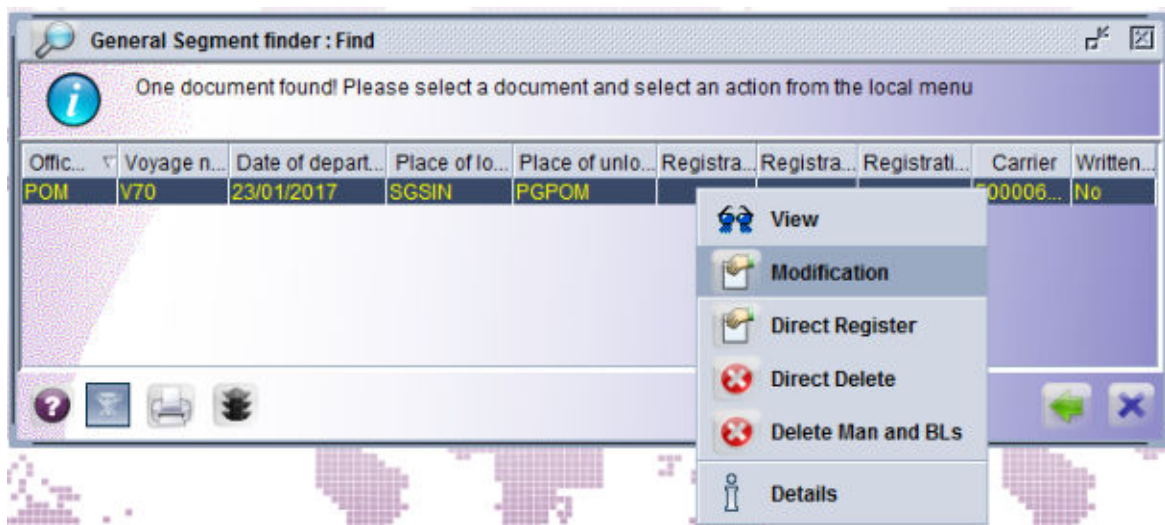 General Segment finder : Find
One document found! Please select a document and select an action from the local menu
Offic... Voyage n... Date of depart... Place of lo... Place of unlo... Registra... Registra... Registrati... Carrier Written...
POM V70 23/01/2017 SGSIN PGPOM 500006... No
View
Modification
Direct Register
Direct Delete
Delete Man and BLs
Details